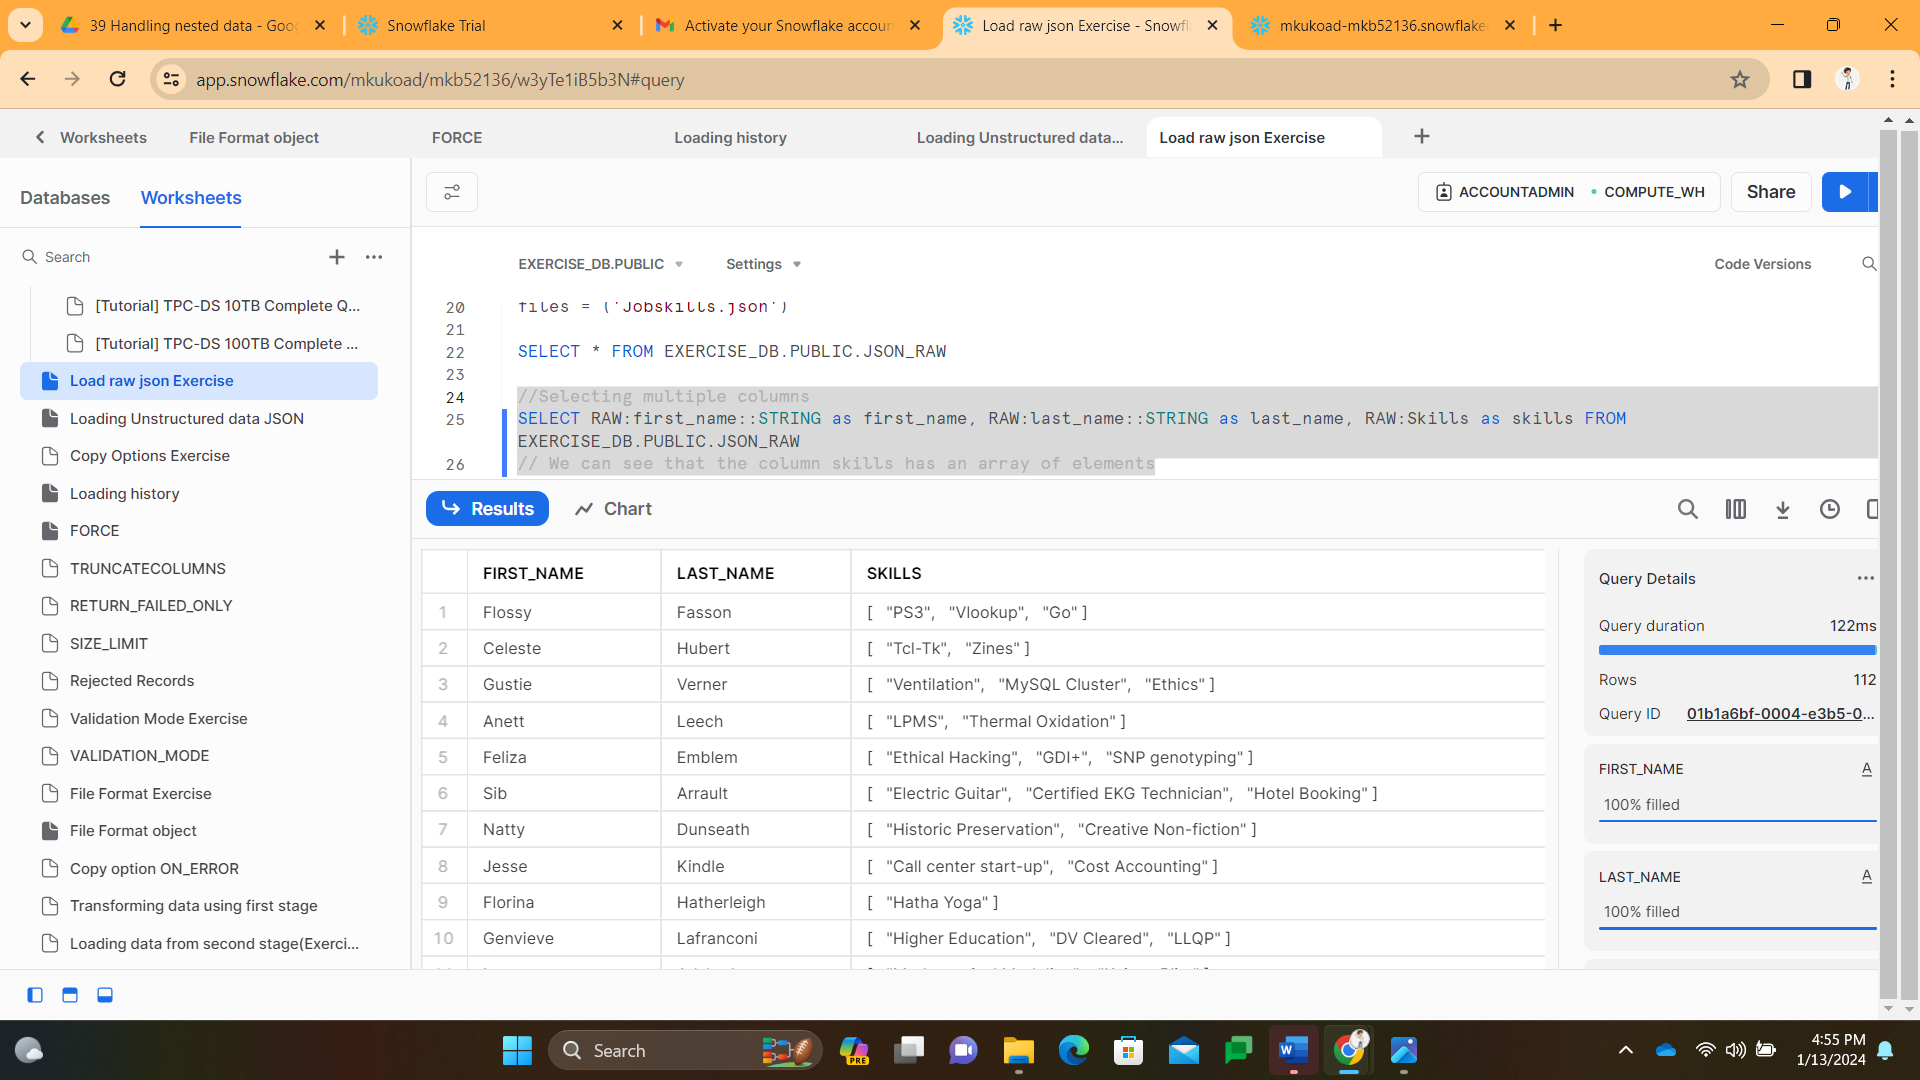 39 Handling nested data - Goo
Snowflake Trial
Activate your Snowflake accoun
Load raw json Exercise - Snowfl
mkukoad-mkb52136.snowflake
app.snowflake.com/mkukoad/mkb52136/w3yTe1iB5b3N#query
Worksheets
File Format object
FORCE
Loading history
Loading Unstructured data...
Load raw json Exercise
Databases
Worksheets
ACCOUNTADMIN
COMPUTE_WH
Share
Search
EXERCISE_DB.PUBLIC
Settings
Code Versions
[Tutorial] TPC-DS 10TB Complete Q...
[Tutorial] TPC-DS 100TB Complete ...
Load raw json Exercise
Loading Unstructured data JSON
Copy Options Exercise
Loading history
FORCE
TRUNCATECOLUMNS
RETURN_FAILED_ONLY
SIZE_LIMIT
Rejected Records
Validation Mode Exercise
VALIDATION_MODE
File Format Exercise
File Format object
Copy option ON_ERROR
Transforming data using first stage
Loading data from second stage(Exerci...
20 files = ('Jobskills.json')
21
22 SELECT * FROM EXERCISE_DB.PUBLIC.JSON_RAW
23
24 //Selecting multiple columns
25 SELECT RAW:first_name::STRING as first_name, RAW:last_name::STRING as last_name, RAW:Skills as skills FROM
EXERCISE_DB.PUBLIC.JSON_RAW
26 // We can see that the column skills has an array of elements
Results
Chart
FIRST_NAME LAST_NAME SKILLS
1 Flossy Fasson [ "PS3", "Vlookup", "Go" ]
2 Celeste Hubert [ "Tcl-Tk", "Zines" ]
3 Gustie Verner [ "Ventilation", "MySQL Cluster", "Ethics" ]
4 Anett Leech [ "LPMS", "Thermal Oxidation" ]
5 Feliza Emblem [ "Ethical Hacking", "GDI+", "SNP genotyping" ]
6 Sib Arrault [ "Electric Guitar", "Certified EKG Technician", "Hotel Booking" ]
7 Natty Dunseath [ "Historic Preservation", "Creative Non-fiction" ]
8 Jesse Kindle [ "Call center start-up", "Cost Accounting" ]
9 Florina Hatherleigh [ "Hatha Yoga" ]
10 Genvieve Lafranconi [ "Higher Education", "DV Cleared", "LLQP" ]
Query Details
Query duration 122ms
Rows 112
Query ID 01b1a6bf-0004-e3b5-0...
FIRST_NAME A
100% filled
LAST_NAME A
100% filled
Search
PRE
4:55 PM
1/13/2024